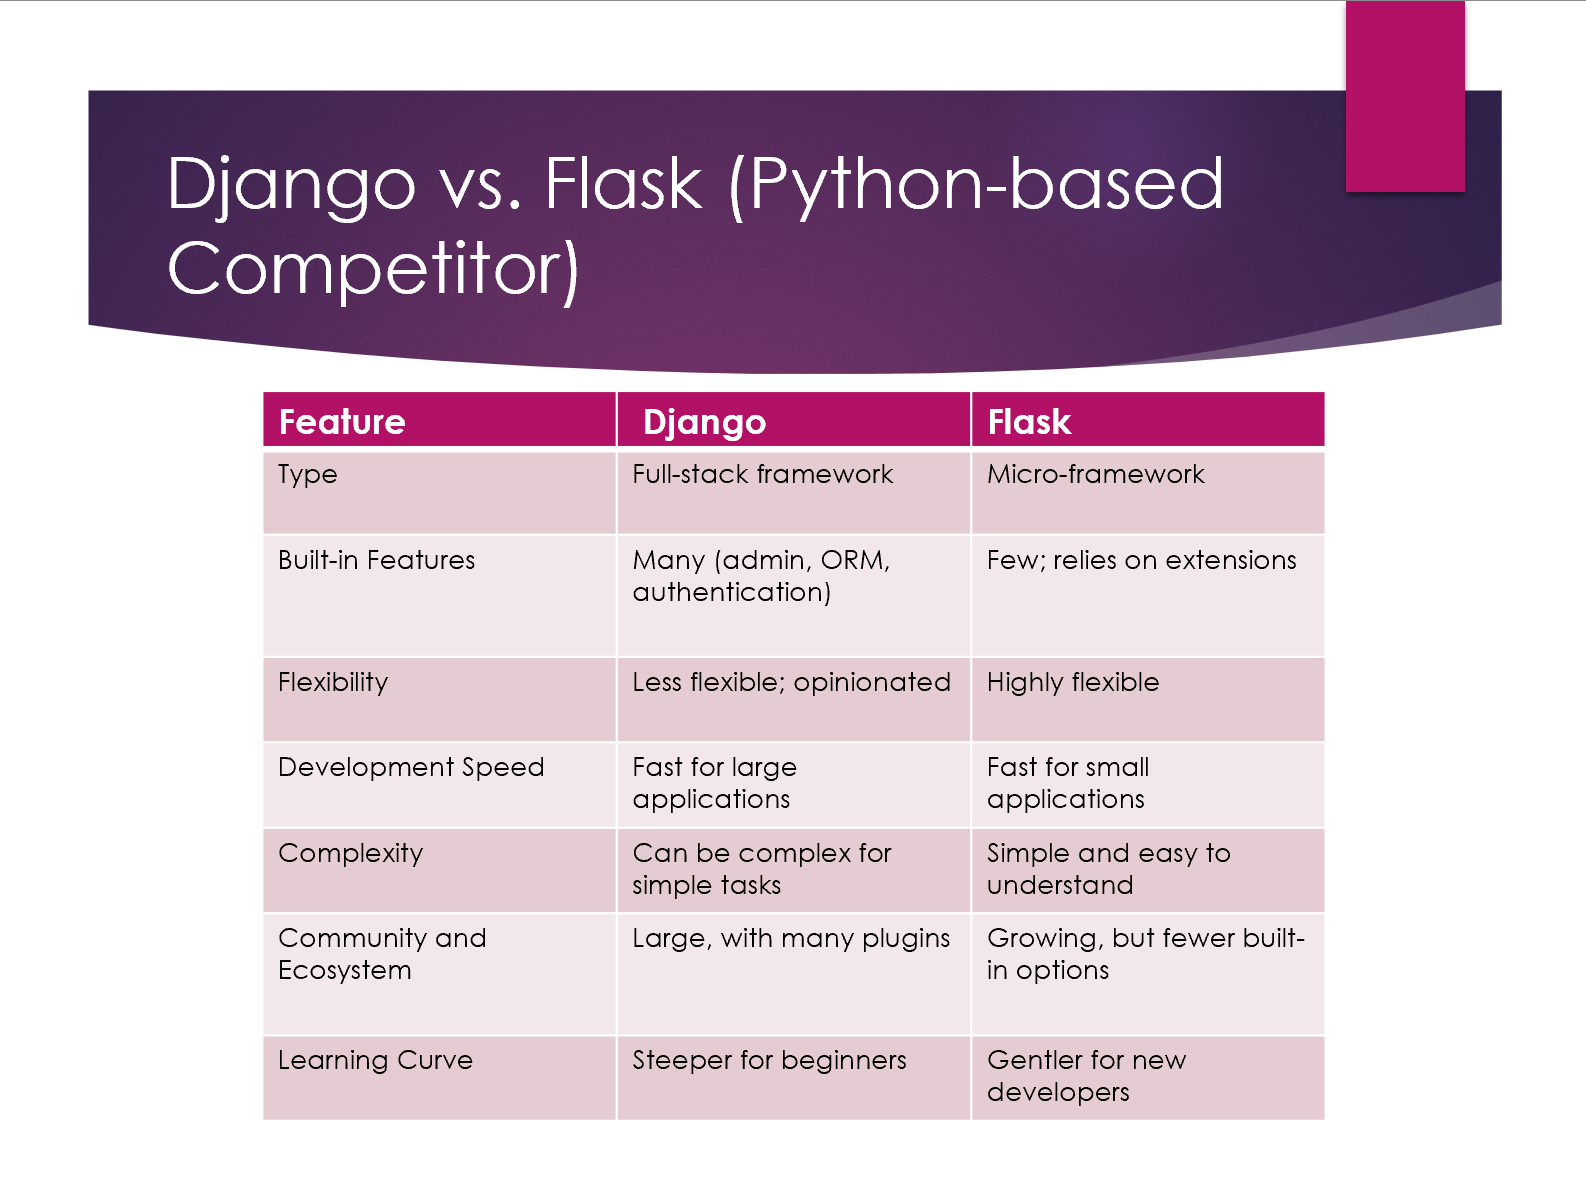 Django vs. Flask (Python-based
Competitor)
Feature
Django
Flask
Type
Full-stack framework
Micro-framework
Built-in Features
Many (admin, ORM,
authentication)
Few; relies on extensions
Flexibility
Less flexible; opinionated
Highly flexible
Development Speed
Fast for large
applications
Fast for small
applications
Complexity
Can be complex for
simple tasks
Simple and easy to
understand
Community and
Ecosystem
Large, with many plugins
Growing, but fewer built-
in options
Learning Curve
Steeper for beginners
Gentler for new
developers